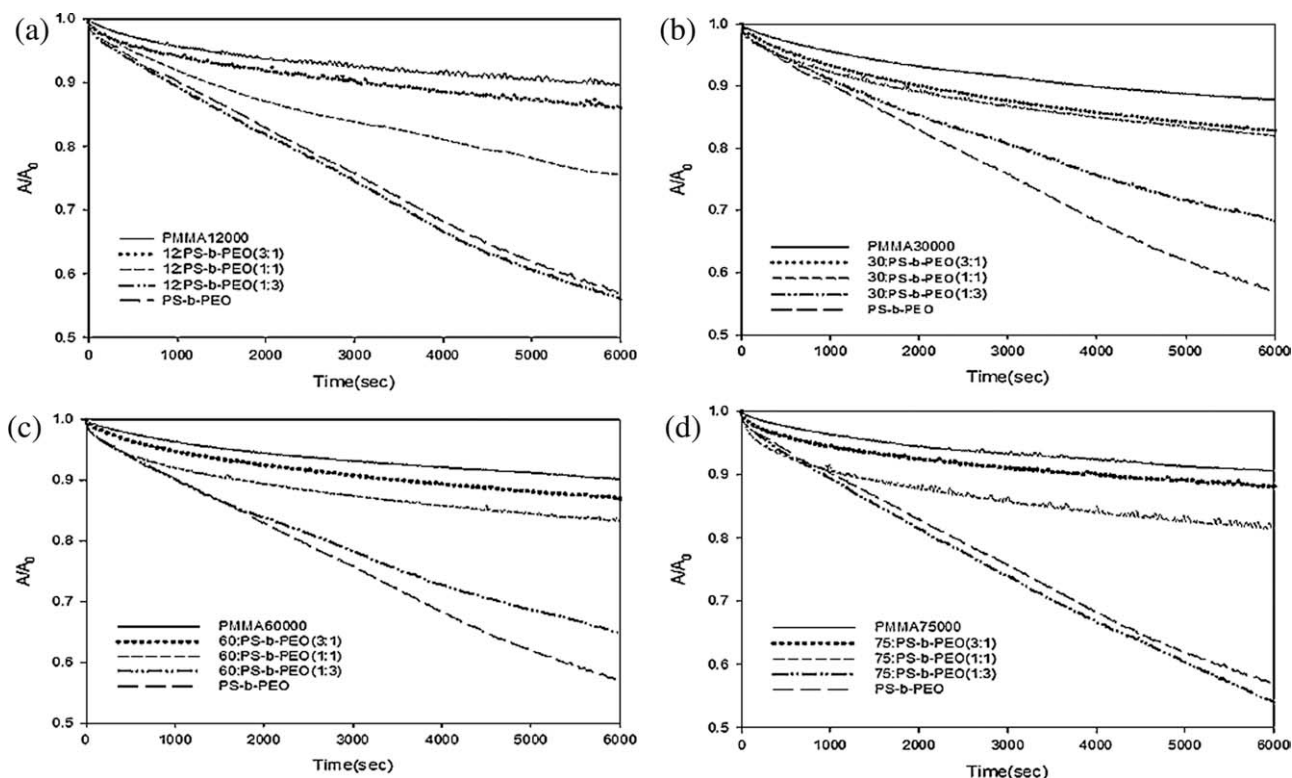 (a)
1.0
0.9
0.8
0.7
0.6
0.5
A/A0
PMMA12000
12:PS-b-PEO(3:1)
12:PS-b-PEO(1:1)
12:PS-b-PEO(1:3)
PS-b-PEO
0 1000 2000 3000 4000 5000 6000
Time(sec)
(b)
1.0
0.9
0.8
0.7
0.6
0.5
A/A0
PMMA30000
30:PS-b-PEO(3:1)
30:PS-b-PEO(1:1)
30:PS-b-PEO(1:3)
PS-b-PEO
0 1000 2000 3000 4000 5000 6000
Time(sec)
(c)
1.0
0.9
0.8
0.7
0.6
0.5
A/A0
PMMA60000
60:PS-b-PEO(3:1)
60:PS-b-PEO(1:1)
60:PS-b-PEO(1:3)
PS-b-PEO
0 1000 2000 3000 4000 5000 6000
Time(sec)
(d)
1.0
0.9
0.8
0.7
0.6
0.5
A/A0
PMMA75000
75:PS-b-PEO(3:1)
75:PS-b-PEO(1:1)
75:PS-b-PEO(1:3)
PS-b-PEO
0 1000 2000 3000 4000 5000 6000
Time(sec)